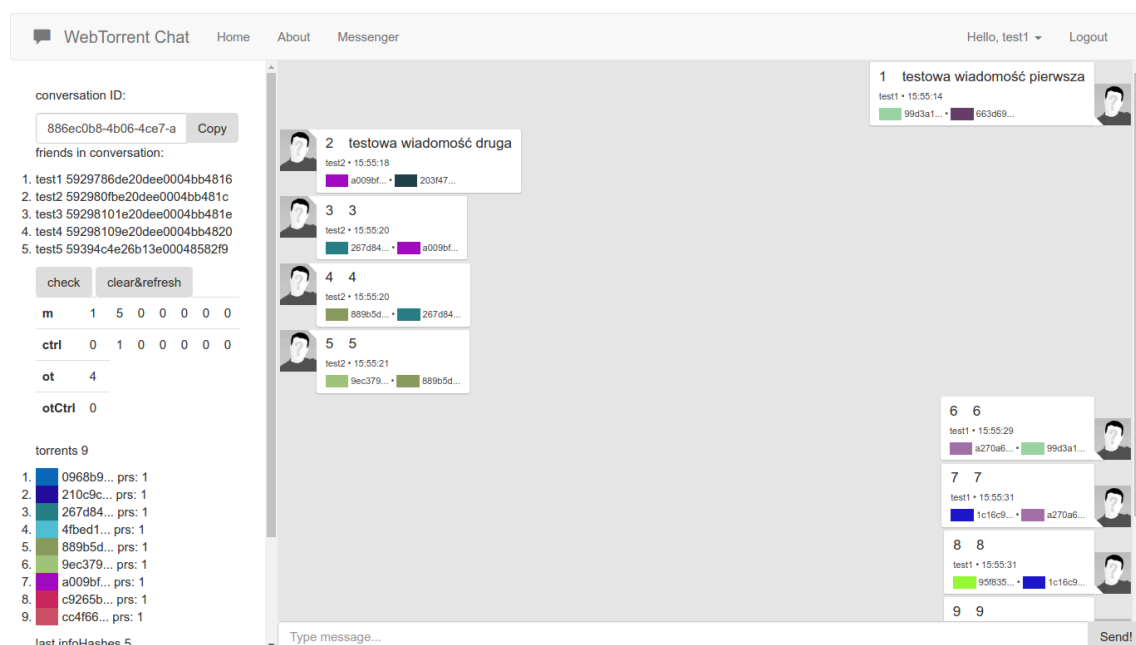 WebTorrent Chat Home About Messenger Hello, test1 Logout
conversation ID:
886ec0b8-4b06-4ce7-a Copy
friends in conversation:
1. test1 5929786de20dee0004bb4816
2. test2 592980fbe20dee0004bb481c
3. test3 59298101e20dee0004bb481e
4. test4 59298109e20dee0004bb4820
5. test5 59394c4e26b13e00048582f9
check clear&refresh
m 1 5 0 0 0 0 0
ctrl 0 1 0 0 0 0 0
ot 4
otCtrl 0
torrents 9
1. 0968b9... prs: 1
2. 210c9c... prs: 1
3. 267d84... prs: 1
4. 4fbed1... prs: 1
5. 889b5d... prs: 1
6. 9ec379... prs: 1
7. a009bf... prs: 1
8. c9265b... prs: 1
9. cc4f66... prs: 1
last infoHashes 5
1 testowa wiadomość pierwsza
test1 • 15:55:14
99d3a1... • 663d69...
2 testowa wiadomość druga
test2 • 15:55:18
a009bf... • 203f47...
3 3
test2 • 15:55:20
267d84... • a009bf...
4 4
test2 • 15:55:20
889b5d... • 267d84...
5 5
test2 • 15:55:21
9ec379... • 889b5d...
6 6
test1 • 15:55:29
a270a6... • 99d3a1...
7 7
test1 • 15:55:31
1c16c9... • a270a6...
8 8
test1 • 15:55:31
95f835... • 1c16c9...
9 9
Type message... Send!